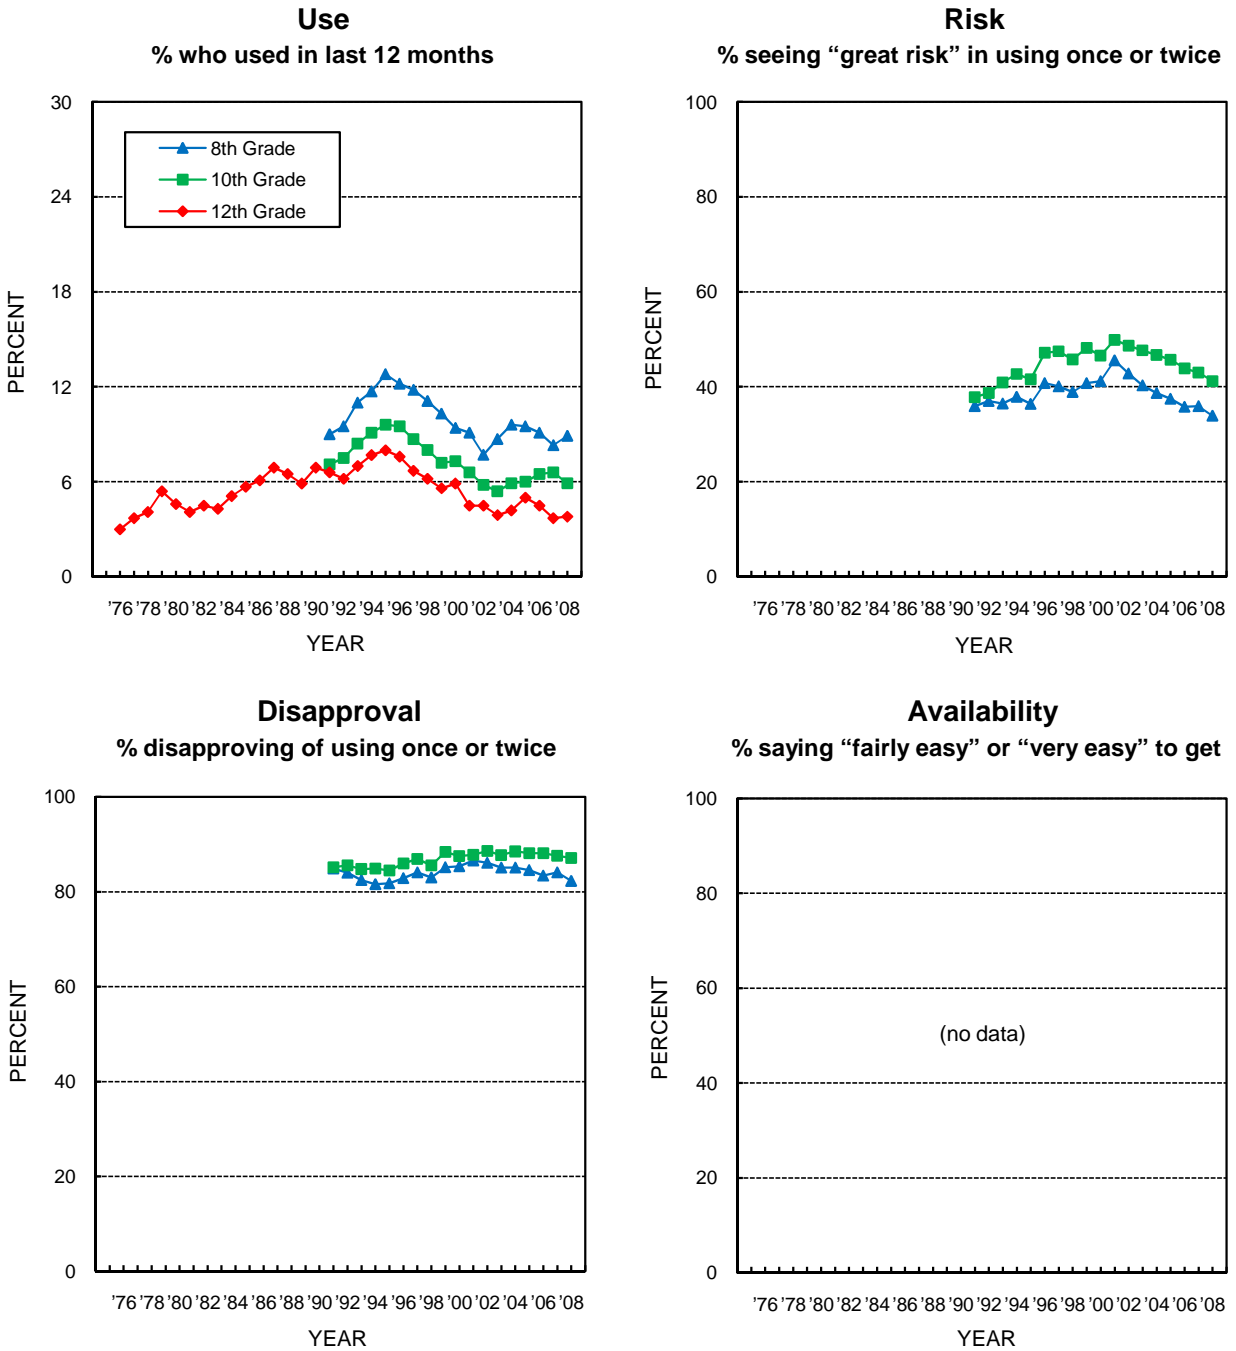 Use
% who used in last 12 months
30
24
18
12
6
0
PERCENT
8th Grade
10th Grade
12th Grade
’76 ’78 ’80 ’82 ’84 ’86 ’88 ’90 ’92 ’94 ’96 ’98 ’00 ’02 ’04 ’06 ’08
YEAR
Risk
% seeing “great risk” in using once or twice
100
80
60
40
20
0
PERCENT
’76 ’78 ’80 ’82 ’84 ’86 ’88 ’90 ’92 ’94 ’96 ’98 ’00 ’02 ’04 ’06 ’08
YEAR
Disapproval
% disapproving of using once or twice
100
80
60
40
20
0
PERCENT
’76 ’78 ’80 ’82 ’84 ’86 ’88 ’90 ’92 ’94 ’96 ’98 ’00 ’02 ’04 ’06 ’08
YEAR
Availability
% saying “fairly easy” or “very easy” to get
100
80
60
40
20
0
PERCENT
(no data)
’76 ’78 ’80 ’82 ’84 ’86 ’88 ’90 ’92 ’94 ’96 ’98 ’00 ’02 ’04 ’06 ’08
YEAR